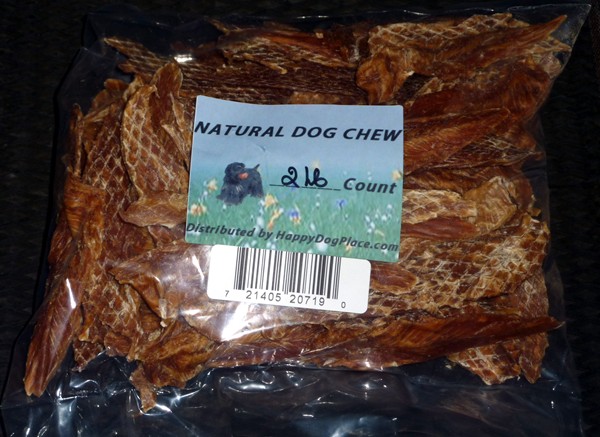 NATURAL DOG CHEW
2 lb Count
Distributed by HappyDogPlace.com
7 21405 20719 0